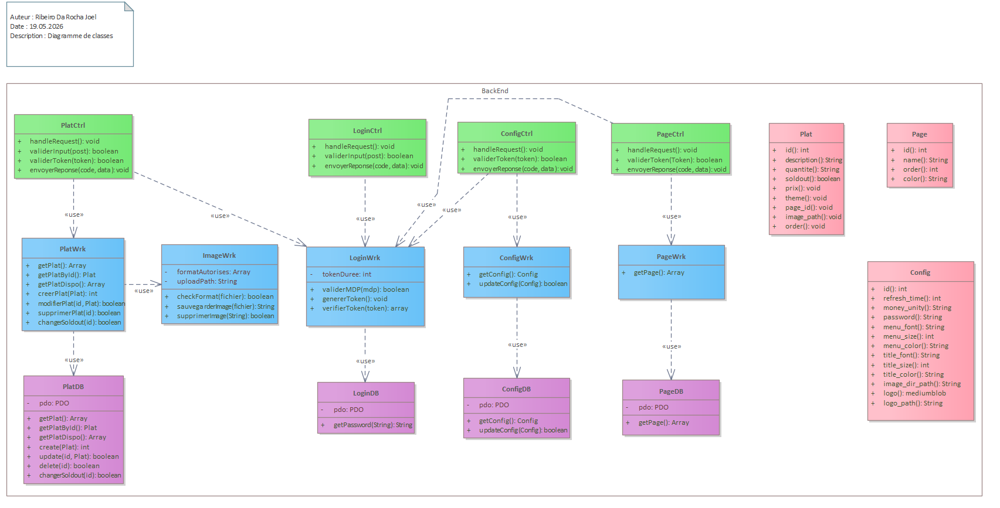 Auteur : Ribeiro Da Rocha Joel
Date : 19.05.2026
Description : Diagramme de classes
BackEnd
PlatCtrl
+ handleRequest(): void
+ validerInput(post): boolean
+ validerToken(token): boolean
+ envoyerReponse(code, data): void
LoginCtrl
+ handleRequest(): void
+ validerInput(post): boolean
+ envoyerReponse(code, data): void
ConfigCtrl
+ handleRequest(): void
+ validerToken(token): boolean
+ envoyerReponse(code, data): void
PageCtrl
+ handleRequest(): void
+ validerToken(Token): boolean
+ envoyerReponse(code, data): void
Plat
+ id(): int
+ description(): String
+ quantite(): String
+ soldout(): boolean
+ prix(): void
+ theme(): void
+ page_id(): void
+ image_path(): void
+ order(): void
Page
+ id(): int
+ name(): String
+ order(): int
+ color(): String
«use»
«use»
«use»
«use»
«use»
«use»
«use»
PlatWrk
+ getPlat(): Array
+ getPlatById(): Plat
+ getPlatDispo(): Array
+ creerPlat(Plat): int
+ modifierPlat(id, Plat): boolean
+ supprimerPlat(id): boolean
+ changerSoldout(id): boolean
«use»
ImageWrk
- formatAutorises: Array
- uploadPath: String
+ checkFormat(fichier): boolean
+ sauvegarderImage(fichier): String
+ supprimerImage(String): boolean
LoginWrk
- tokenDuree: int
+ validerMDP(mdp): boolean
+ genererToken(): void
+ verifierToken(token): array
ConfigWrk
+ getConfig(): Config
+ updateConfig(Config): boolean
PageWrk
+ getPage(): Array
Config
+ id(): int
+ refresh_time(): int
+ money_unity(): String
+ password(): String
+ menu_font(): String
+ menu_size(): int
+ menu_color(): String
+ title_font(): String
+ title_size(): int
+ title_color(): String
+ image_dir_path(): String
+ logo(): mediumblob
+ logo_path(): String
«use»
«use»
«use»
«use»
PlatDB
- pdo: PDO
+ getPlat(): Array
+ getPlatById(): Plat
+ getPlatDispo(): Array
+ create(Plat): int
+ update(id, Plat): boolean
+ delete(id): boolean
+ changerSoldout(id): boolean
LoginDB
- pdo: PDO
+ getPassword(String): String
ConfigDB
- pdo: PDO
+ getConfig(): Config
+ updateConfig(Config): boolean
PageDB
- pdo: PDO
+ getPage(): Array